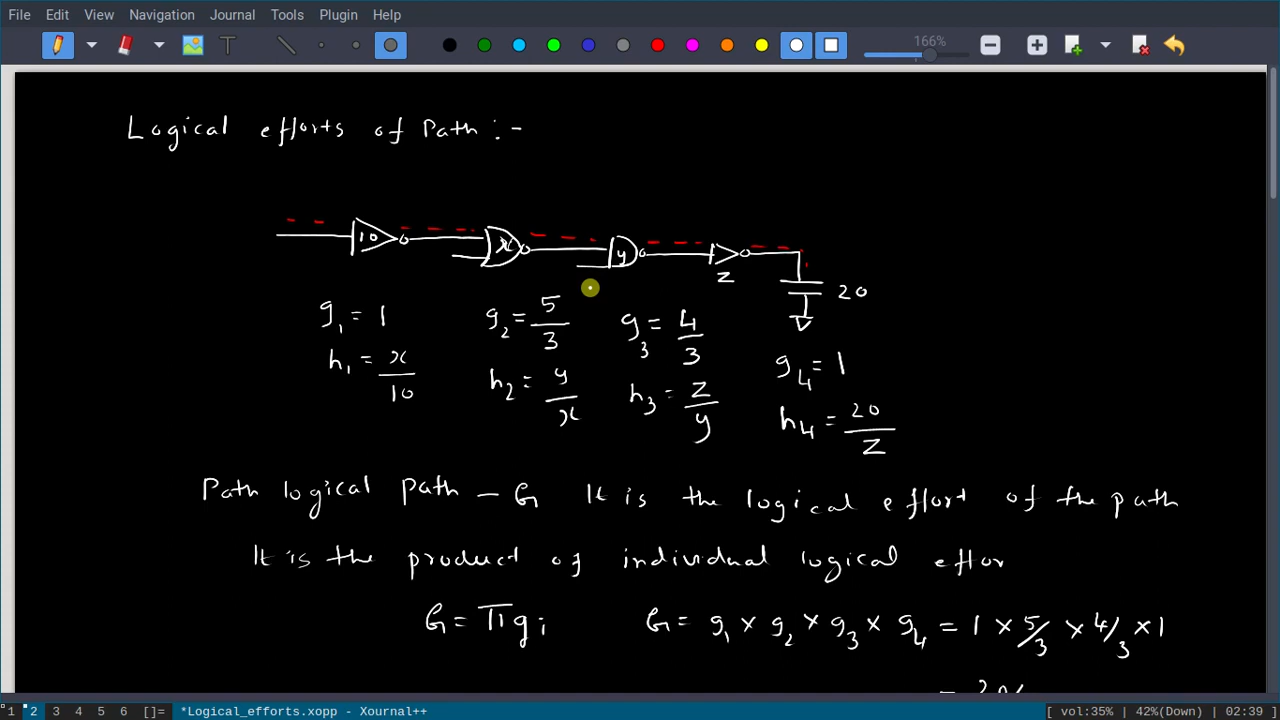 File Edit View Navigation Journal Tools Plugin Help
166%
Logical efforts of Path :-
10 x y z 20
g1 = 1 g2 = 5/3 g3 = 4/3 g4 = 1
h1 = x/10 h2 = y/x h3 = z/y h4 = 20/z
Path logical path - G It is the logical effort of the path
It is the product of individual logical effor
G = πgi G = g1 × g2 × g3 × g4 = 1 × 5/3 × 4/3 × 1
1 2 3 4 5 6 []= *Logical_efforts.xopp - Xournal++ [ vol:35% | 42%(Down) | 02:39 ]